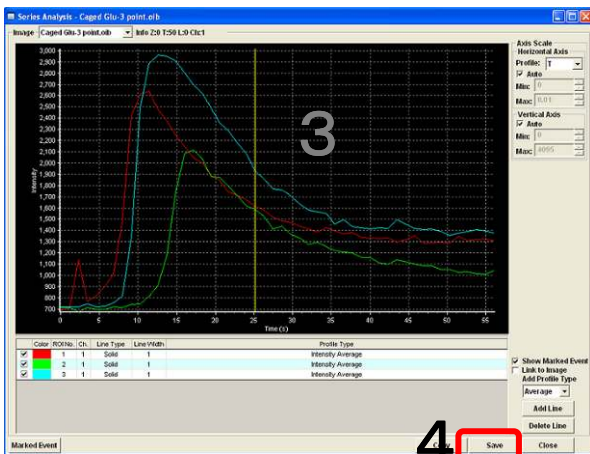 Series Analysis - Caged Glu-3 point.oib
Image Caged Glu-3 point.oib Info Z:0 T:50 L:0 Ch:1
3,000
2,900
2,800
2,700
2,600
2,500
2,400
2,300
2,200
2,100
2,000
1,900
1,800
1,700
1,600
1,500
1,400
1,300
1,200
1,100
1,000
900
800
700
Intensity
0 5 10 15 20 25 30 35 40 45 50 55
Time (s)
3
Axis Scale
Horizontal Axis
Profile: T
Auto
Min: 0
Max: 0.01
Vertical Axis
Auto
Min: 0
Max: 4095
Color ROI No. Ch. Line Type Line Width Profile Type
1 1 Solid 1 Intensity Average
2 1 Solid 1 Intensity Average
3 1 Solid 1 Intensity Average
Show Marked Event
Link to Image
Add Profile Type
Average
Add Line
Delete Line
Marked Event
4
Save
Close